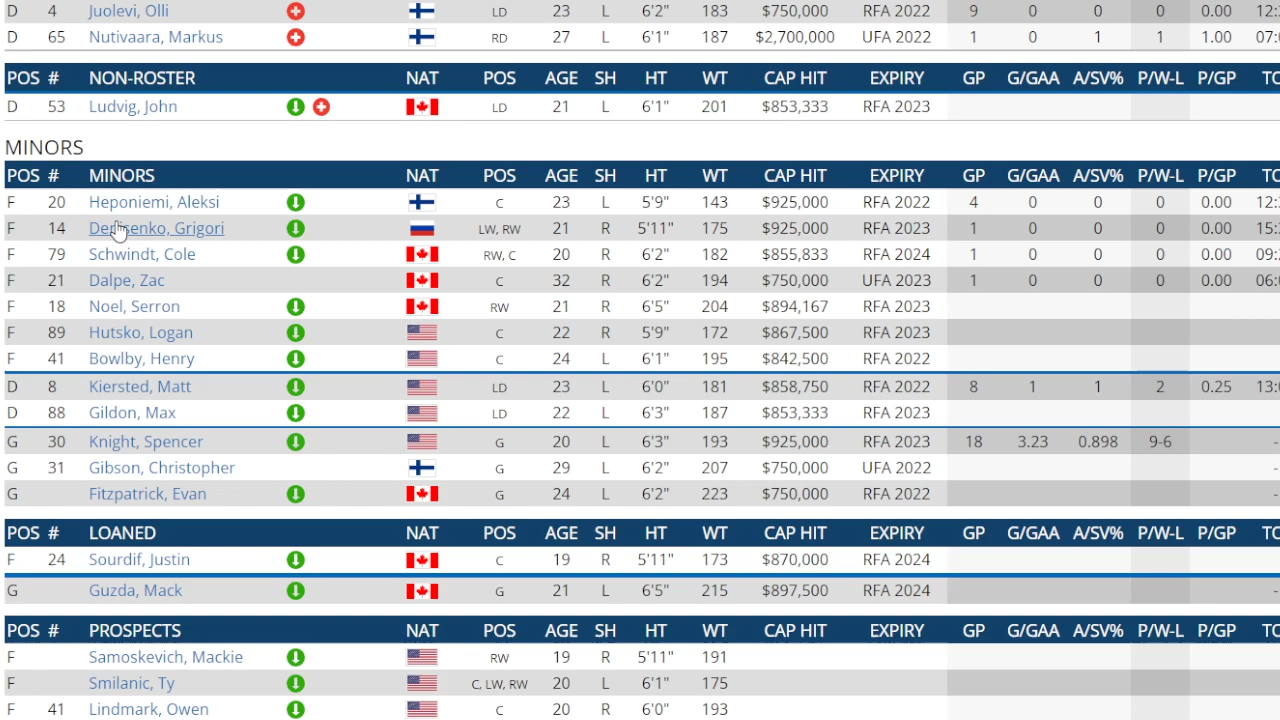 D 4 Juolevi, Olli LD 23 L 6'2" 183 $750,000 RFA 2022 9 0 0 0 0.00
D 65 Nutivaara, Markus RD 27 L 6'1" 187 $2,700,000 UFA 2022 1 0 1 1 1.00
POS # NON-ROSTER NAT POS AGE SH HT WT CAP HIT EXPIRY GP G/GAA A/SV% P/W-L P/GP
D 53 Ludvig, John LD 21 L 6'1" 201 $853,333 RFA 2023
MINORS
POS # MINORS NAT POS AGE SH HT WT CAP HIT EXPIRY GP G/GAA A/SV% P/W-L P/GP
F 20 Heponiemi, Aleksi C 23 L 5'9" 143 $925,000 RFA 2023 4 0 0 0 0.00
F 14 Denisenko, Grigori LW, RW 21 R 5'11" 175 $925,000 RFA 2023 1 0 0 0 0.00
F 79 Schwindt, Cole RW, C 20 R 6'2" 182 $855,833 RFA 2024 1 0 0 0 0.00
F 21 Dalpe, Zac C 32 R 6'2" 194 $750,000 UFA 2023 1 0 0 0 0.00
F 18 Noel, Serron RW 21 R 6'5" 204 $894,167 RFA 2023
F 89 Hutsko, Logan C 22 R 5'9" 172 $867,500 RFA 2023
F 41 Bowlby, Henry C 24 L 6'1" 195 $842,500 RFA 2022
D 8 Kiersted, Matt LD 23 L 6'0" 181 $858,750 RFA 2022 8 1 1 2 0.25
D 88 Gildon, Max LD 22 L 6'3" 187 $853,333 RFA 2023
G 30 Knight, Spencer G 20 L 6'3" 193 $925,000 RFA 2023 18 3.23 0.898 9-6 -
G 31 Gibson, Christopher G 29 L 6'2" 207 $750,000 UFA 2022 -
G Fitzpatrick, Evan G 24 L 6'2" 223 $750,000 RFA 2022 -
POS # LOANED NAT POS AGE SH HT WT CAP HIT EXPIRY GP G/GAA A/SV% P/W-L P/GP
F 24 Sourdif, Justin C 19 R 5'11" 173 $870,000 RFA 2024
G Guzda, Mack G 21 L 6'5" 215 $897,500 RFA 2024 -
POS # PROSPECTS NAT POS AGE SH HT WT CAP HIT EXPIRY GP G/GAA A/SV% P/W-L P/GP
F Samoskevich, Mackie RW 19 R 5'11" 191
F Smilanic, Ty C, LW, RW 20 L 6'1" 175
F 41 Lindmark, Owen C 20 R 6'0" 193